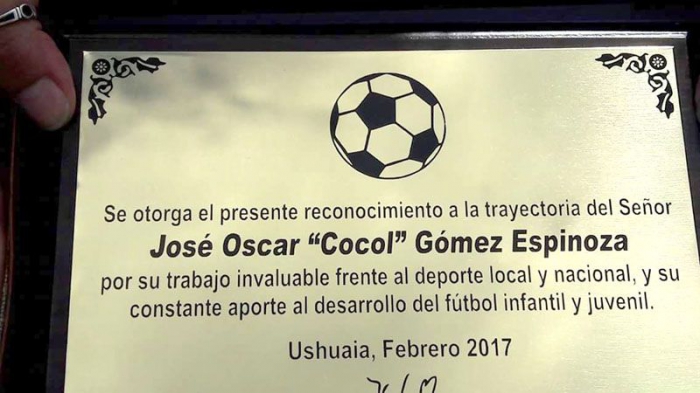 Se otorga el presente reconocimiento a la trayectoria del Señor
José Oscar “Cocol” Gómez Espinoza
por su trabajo invaluable frente al deporte local y nacional, y su
constante aporte al desarrollo del fútbol infantil y juvenil.
Ushuaia, Febrero 2017